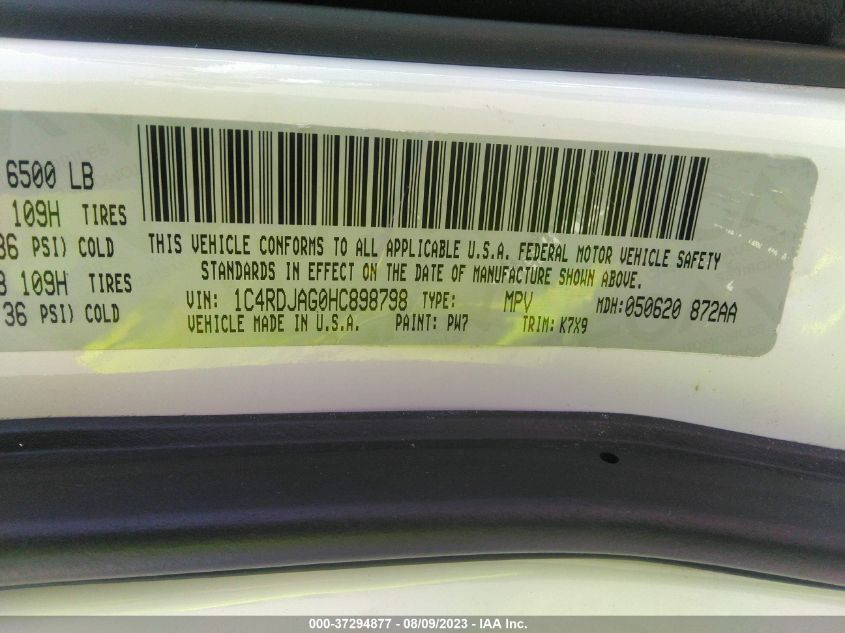 6500 LB
109H TIRES
36 PSI) COLD
109H TIRES
36 PSI) COLD
THIS VEHICLE CONFORMS TO ALL APPLICABLE U.S.A. FEDERAL MOTOR VEHICLE SAFETY
STANDARDS IN EFFECT ON THE DATE OF MANUFACTURE SHOWN ABOVE.
VIN: 1C4RDJAG0HC898798 TYPE: MPV MDH:050620 872AA
VEHICLE MADE IN U.S.A. PAINT: PW7 TRIM: K7X9
000-37294877 - 08/09/2023 - IAA Inc.